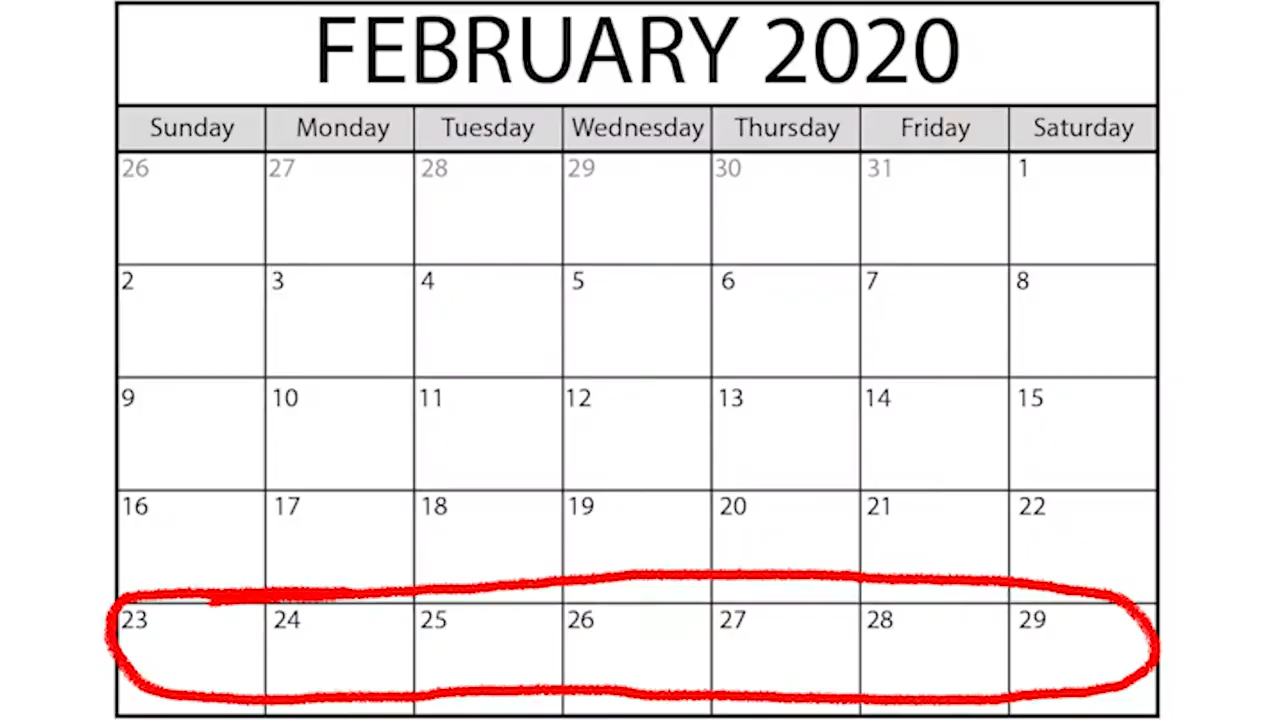 FEBRUARY 2020
Sunday Monday Tuesday Wednesday Thursday Friday Saturday
26 27 28 29 30 31 1
2 3 4 5 6 7 8
9 10 11 12 13 14 15
16 17 18 19 20 21 22
23 24 25 26 27 28 29